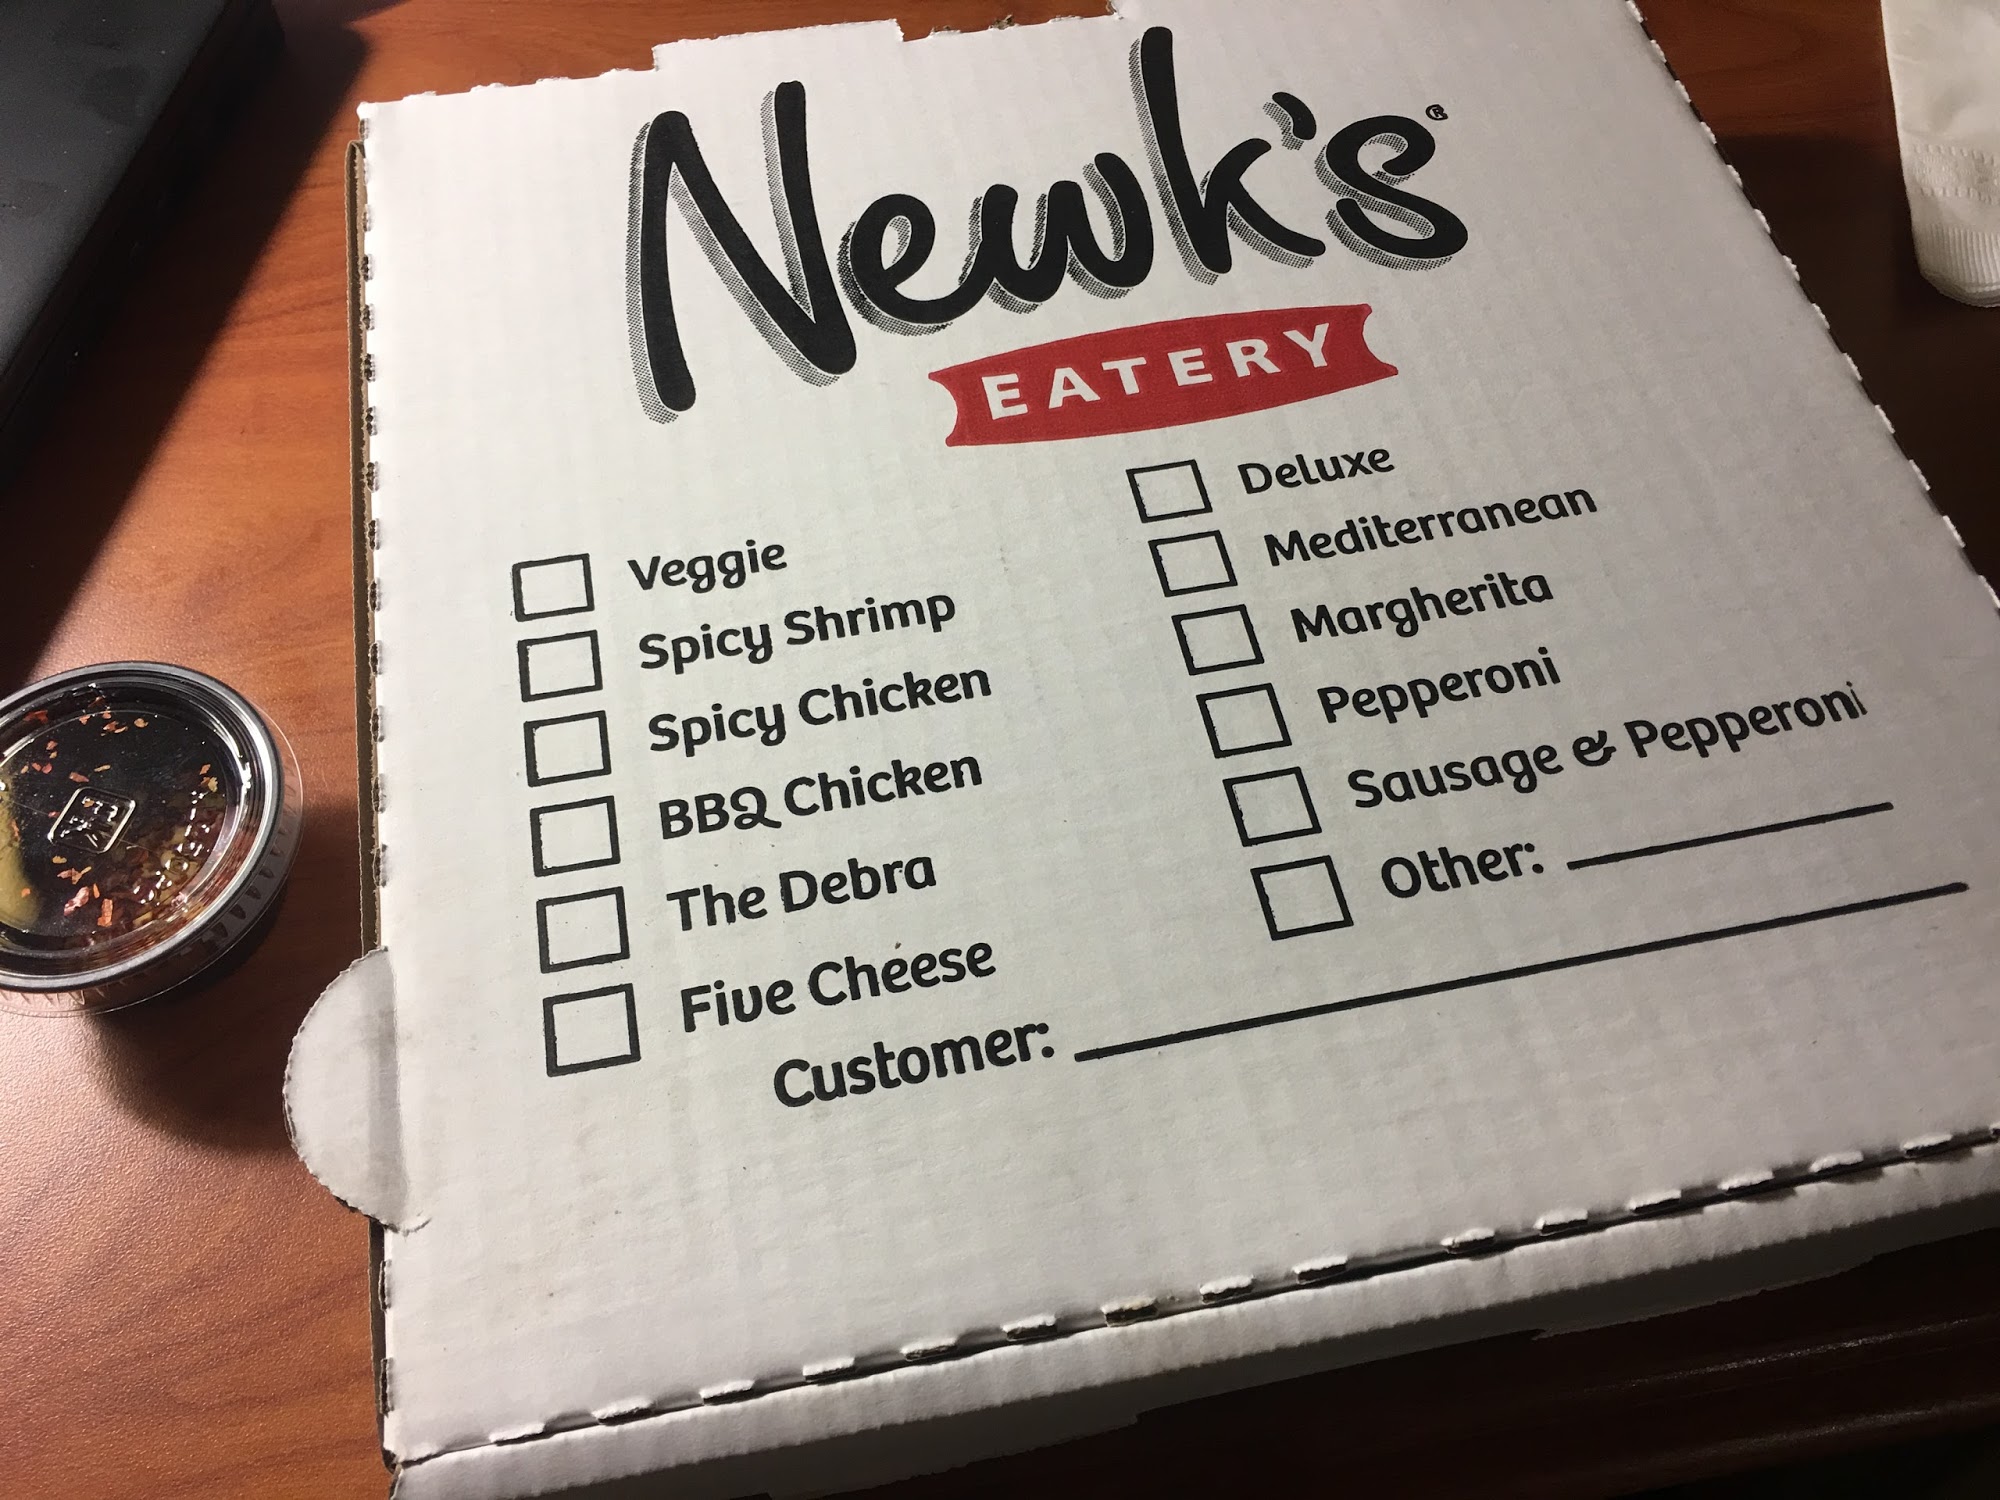 Newk's®
EATERY
Veggie
Spicy Shrimp
Spicy Chicken
BBQ Chicken
The Debra
Five Cheese
Deluxe
Mediterranean
Margherita
Pepperoni
Sausage & Pepperoni
Other:
Customer: